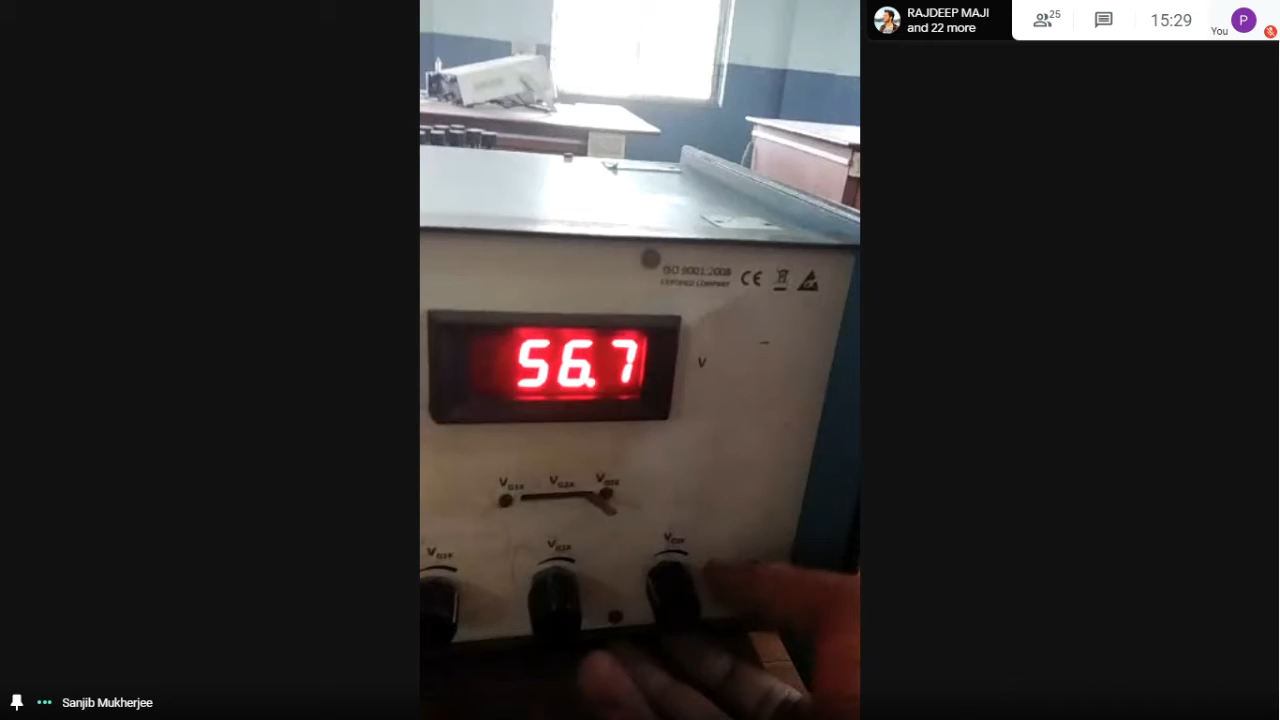 RAJDEEP MAJI
and 22 more
25
15:29
You
P
ISO 9001:2008
CERTIFIED COMPANY
CE
56.7
V
Sanjib Mukherjee